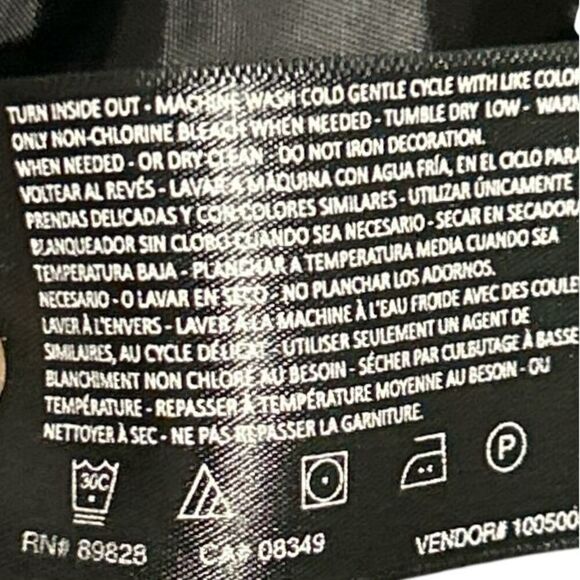 TURN INSIDE OUT - MACHINE WASH COLD GENTLE CYCLE WITH LIKE COLO
ONLY NON-CHLORINE BLEACH WHEN NEEDED - TUMBLE DRY LOW - WARM
WHEN NEEDED - OR DRY CLEAN - DO NOT IRON DECORATION.
VOLTEAR AL REVÉS - LAVAR A MÁQUINA CON AGUA FRÍA, EN EL CICLO PARA
PRENDAS DELICADAS Y CON COLORES SIMILARES - UTILIZAR ÚNICAMENTE
BLANQUEADOR SIN CLORO CUANDO SEA NECESARIO - SECAR EN SECADORA
TEMPERATURA BAJA - PLANCHAR A TEMPERATURA MEDIA CUANDO SEA
NECESARIO - O LAVAR EN SECO - NO PLANCHAR LOS ADORNOS.
LAVER À L'ENVERS - LAVER À LA MACHINE À L'EAU FROIDE AVEC DES COULE
SIMILAIRES, AU CYCLE DÉLICAT - UTILISER SEULEMENT UN AGENT DE
BLANCHIMENT NON CHLORÉ AU BESOIN - SÉCHER PAR CULBUTAGE À BASSE
TEMPÉRATURE - REPASSER À TEMPÉRATURE MOYENNE AU BESOIN - OU
NETTOYER À SEC - NE PAS REPASSER LA GARNITURE.
30C P
RN# 89828 CA# 08349 VENDOR# 100500